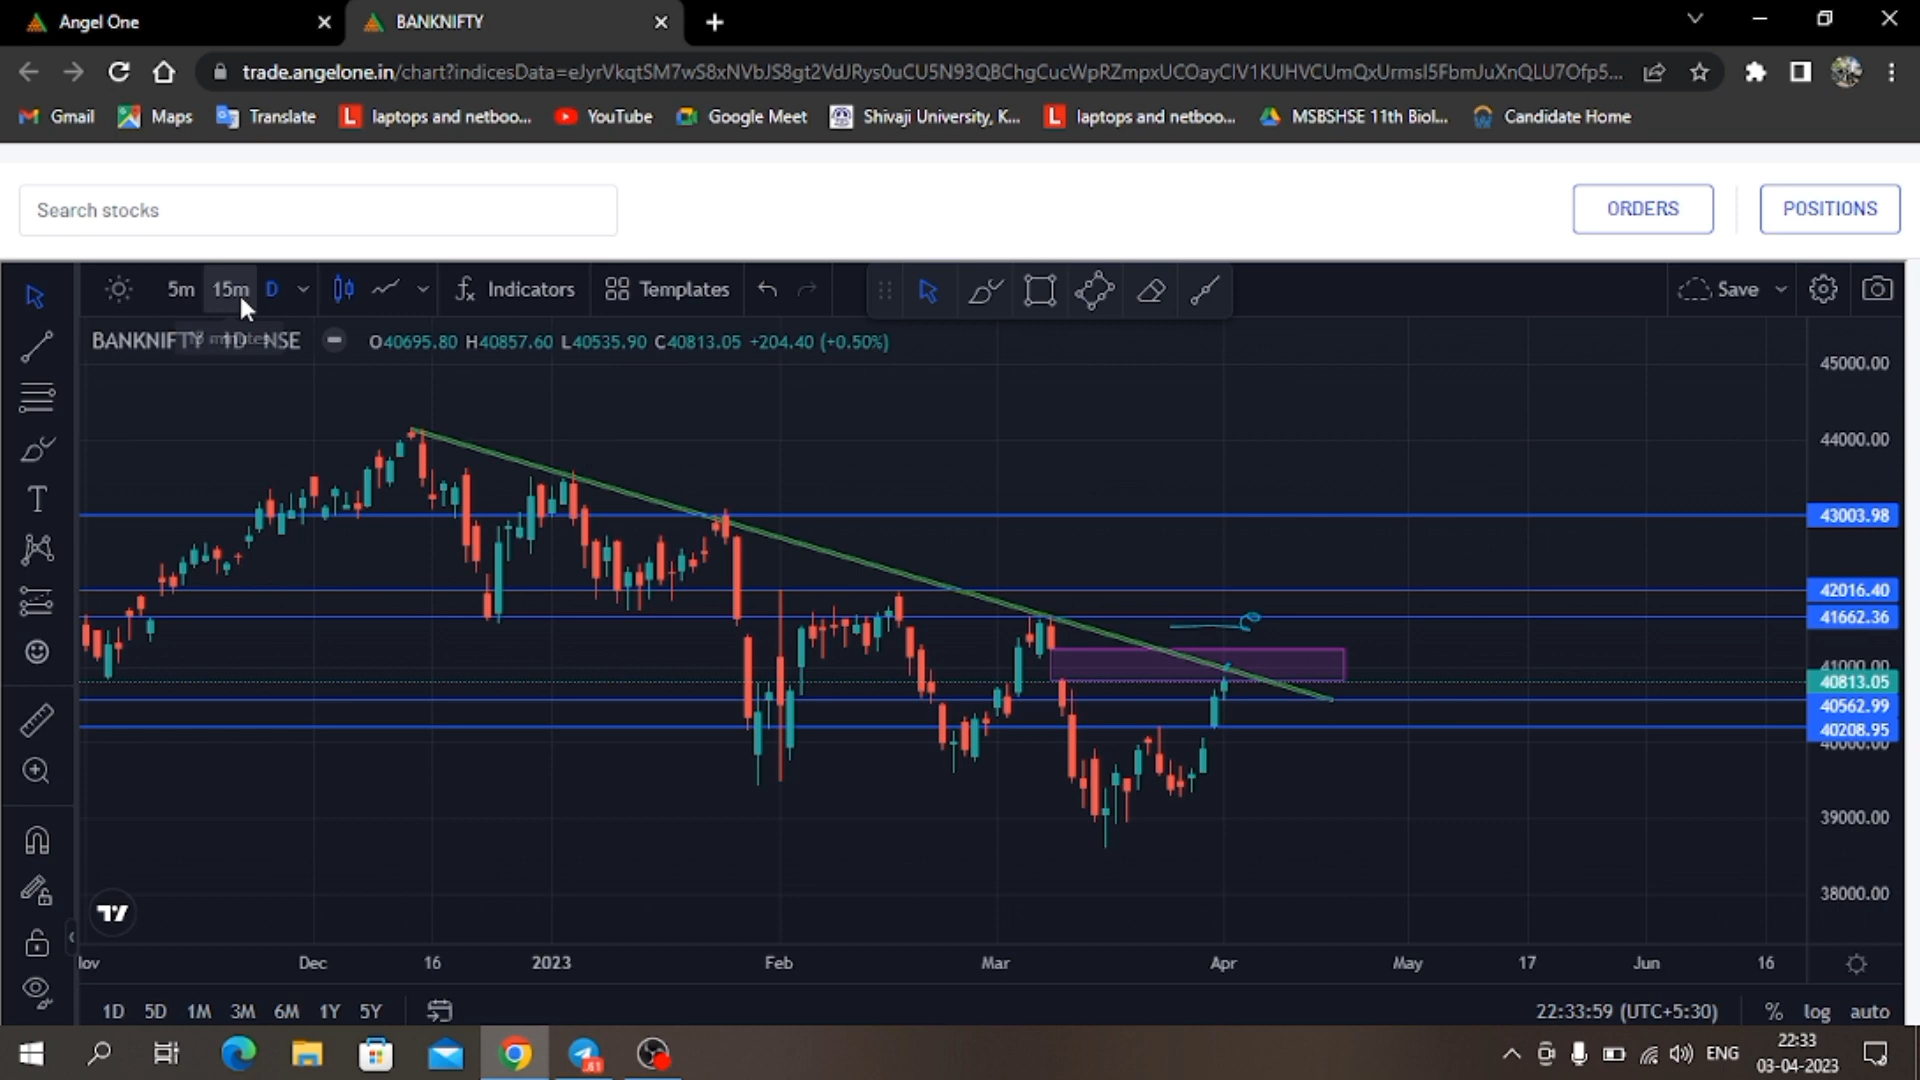 Angel One
BANKNIFTY
trade.angelone.in/chart?indicesData=eJyrVkqtSM7wS8xNVbJS8gt2VdJRys0uCU5N93QBChgCucWpRZmpxUCOayClV1KUHVCUmQxUrmsI5FbmJuXnQLU7Ofp5...
Gmail
Maps
Translate
laptops and netboo...
YouTube
Google Meet
Shivaji University, K...
laptops and netboo...
MSBSHSE 11th Biol...
Candidate Home
Search stocks
ORDERS
POSITIONS
5m 15m D
Indicators
Templates
Save
BANKNIFTY 1D NSE
O40695.80 H40857.60 L40535.90 C40813.05 +204.40 (+0.50%)
45000.00
44000.00
43003.98
42016.40
41662.36
41000.00
40813.05
40562.99
40208.95
40000.00
39000.00
38000.00
Dec 16 2023 Feb Mar Apr May 17 Jun 16
1D 5D 1M 3M 6M 1Y 5Y
22:33:59 (UTC+5:30)
% log auto
ENG
22:33
03-04-2023